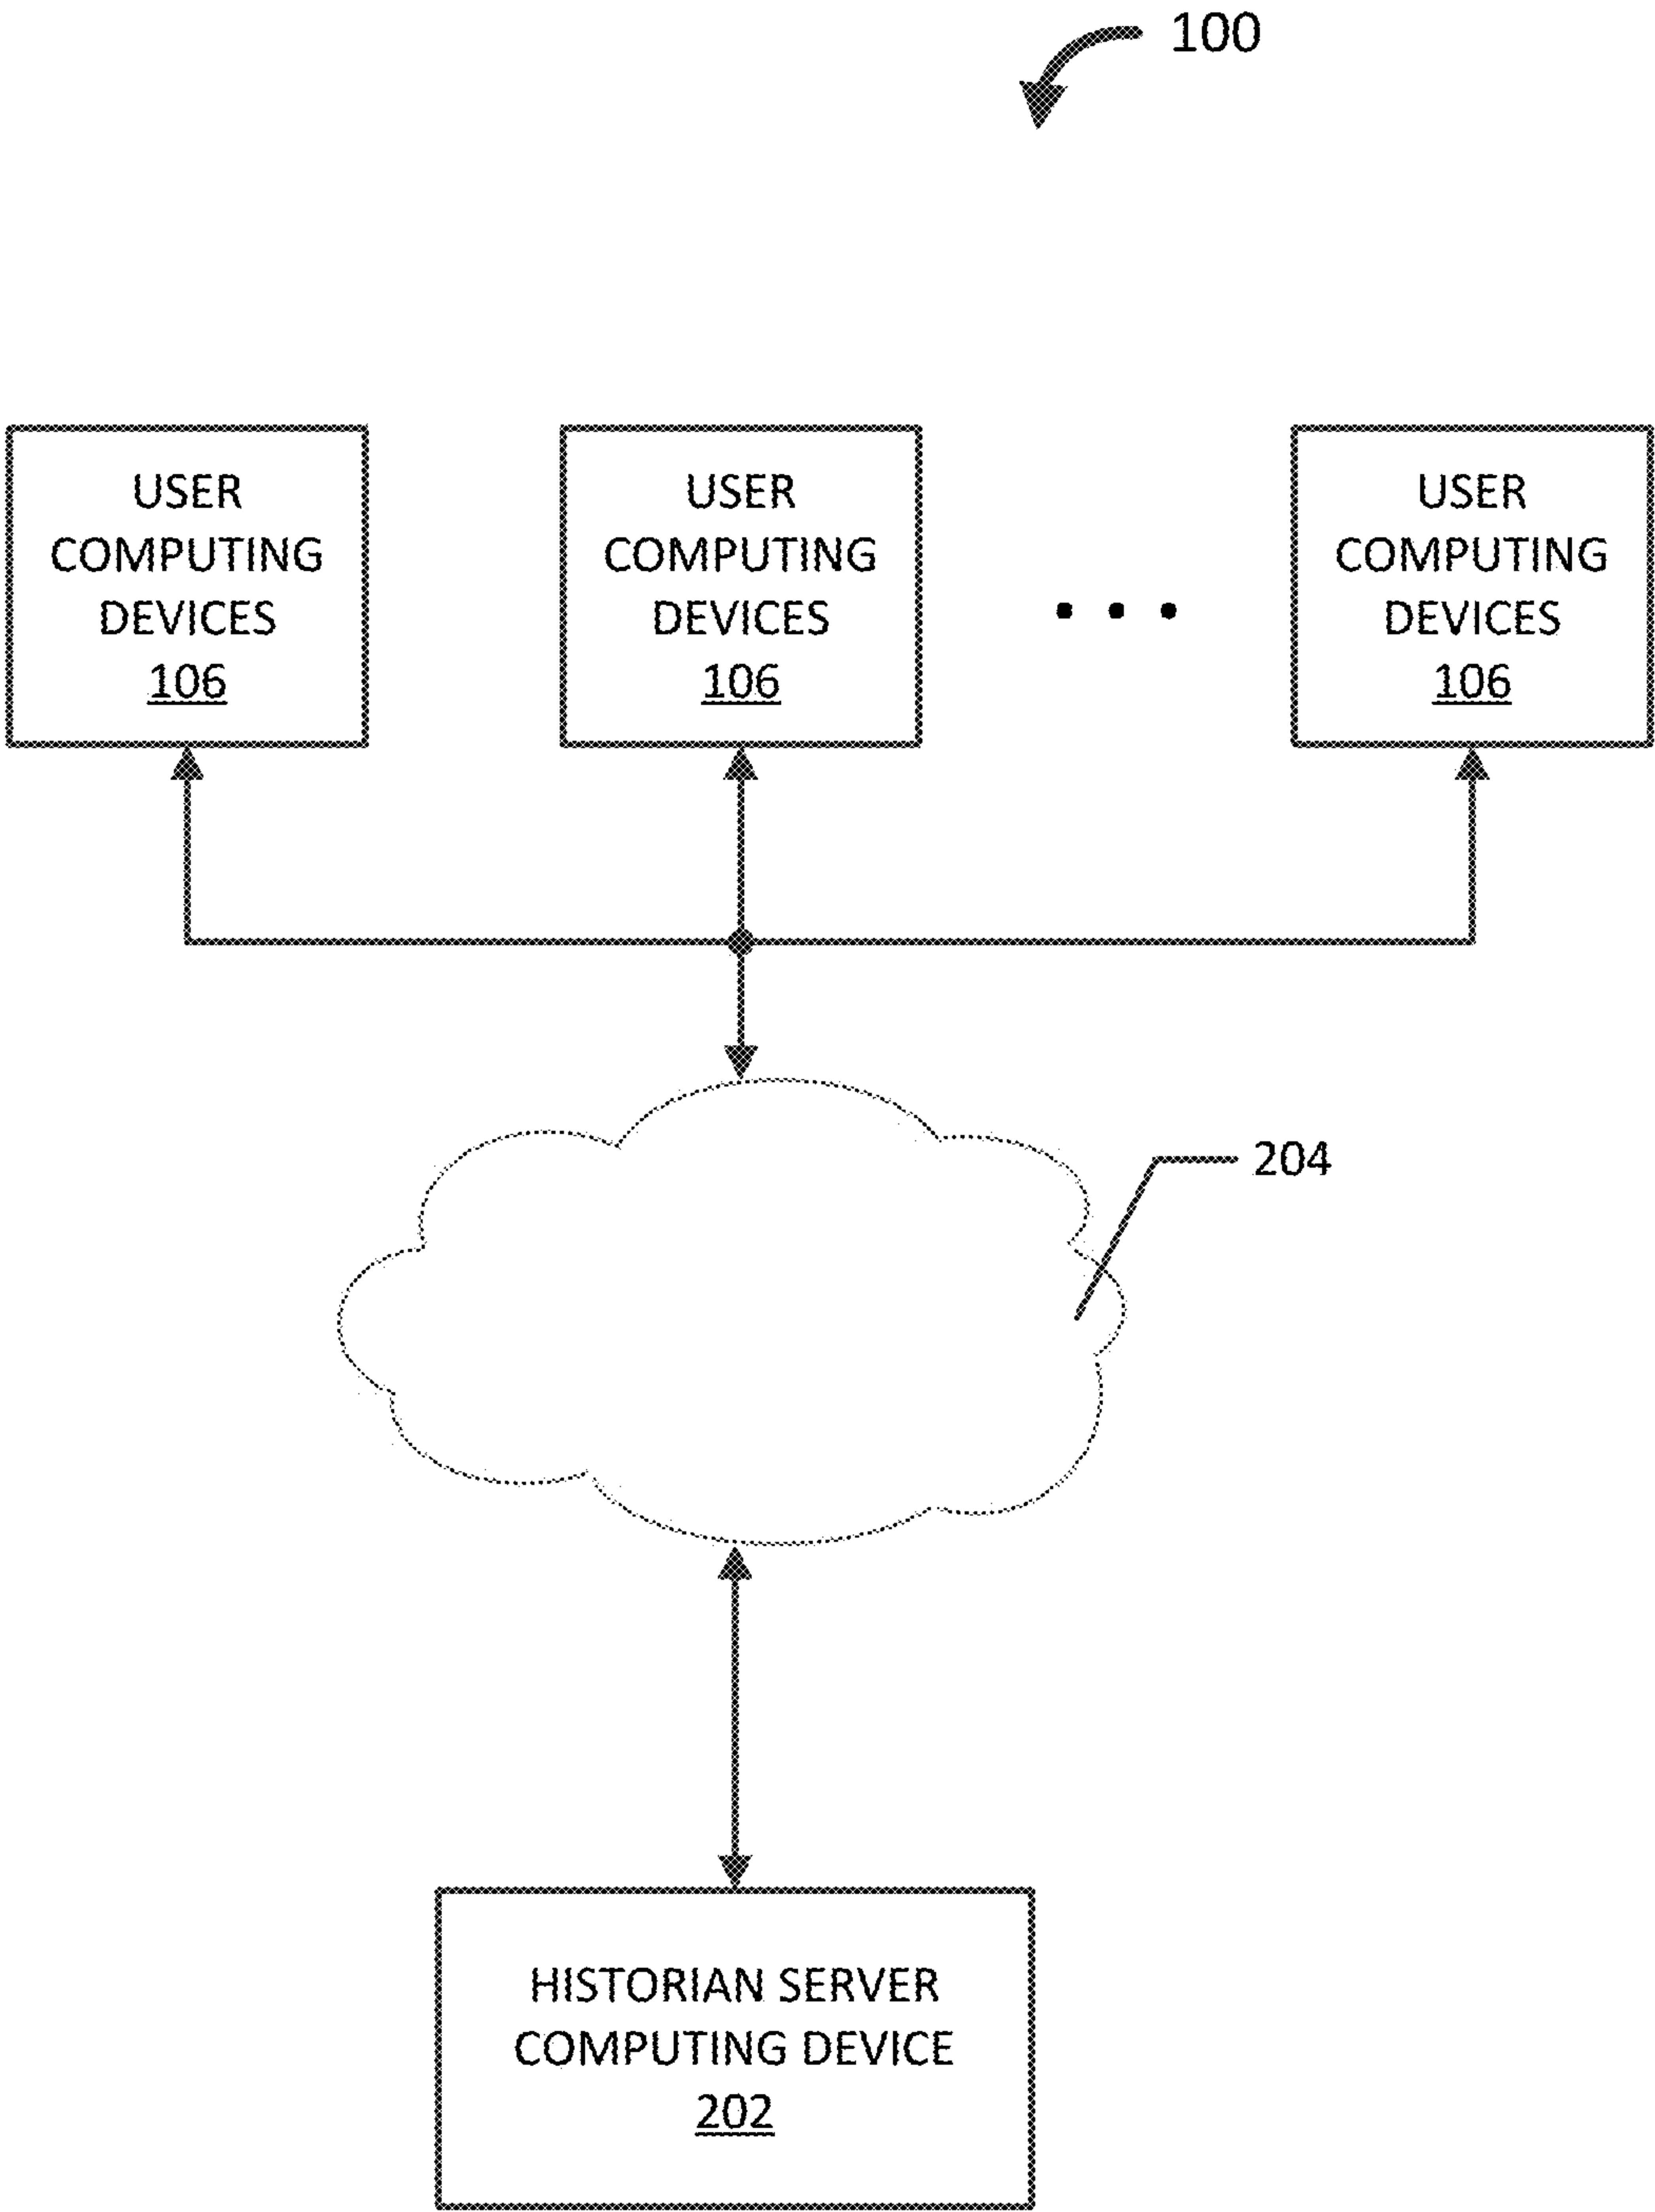 100
USER
COMPUTING
DEVICES
106
USER
COMPUTING
DEVICES
106
USER
COMPUTING
DEVICES
106
204
HISTORIAN SERVER
COMPUTING DEVICE
202